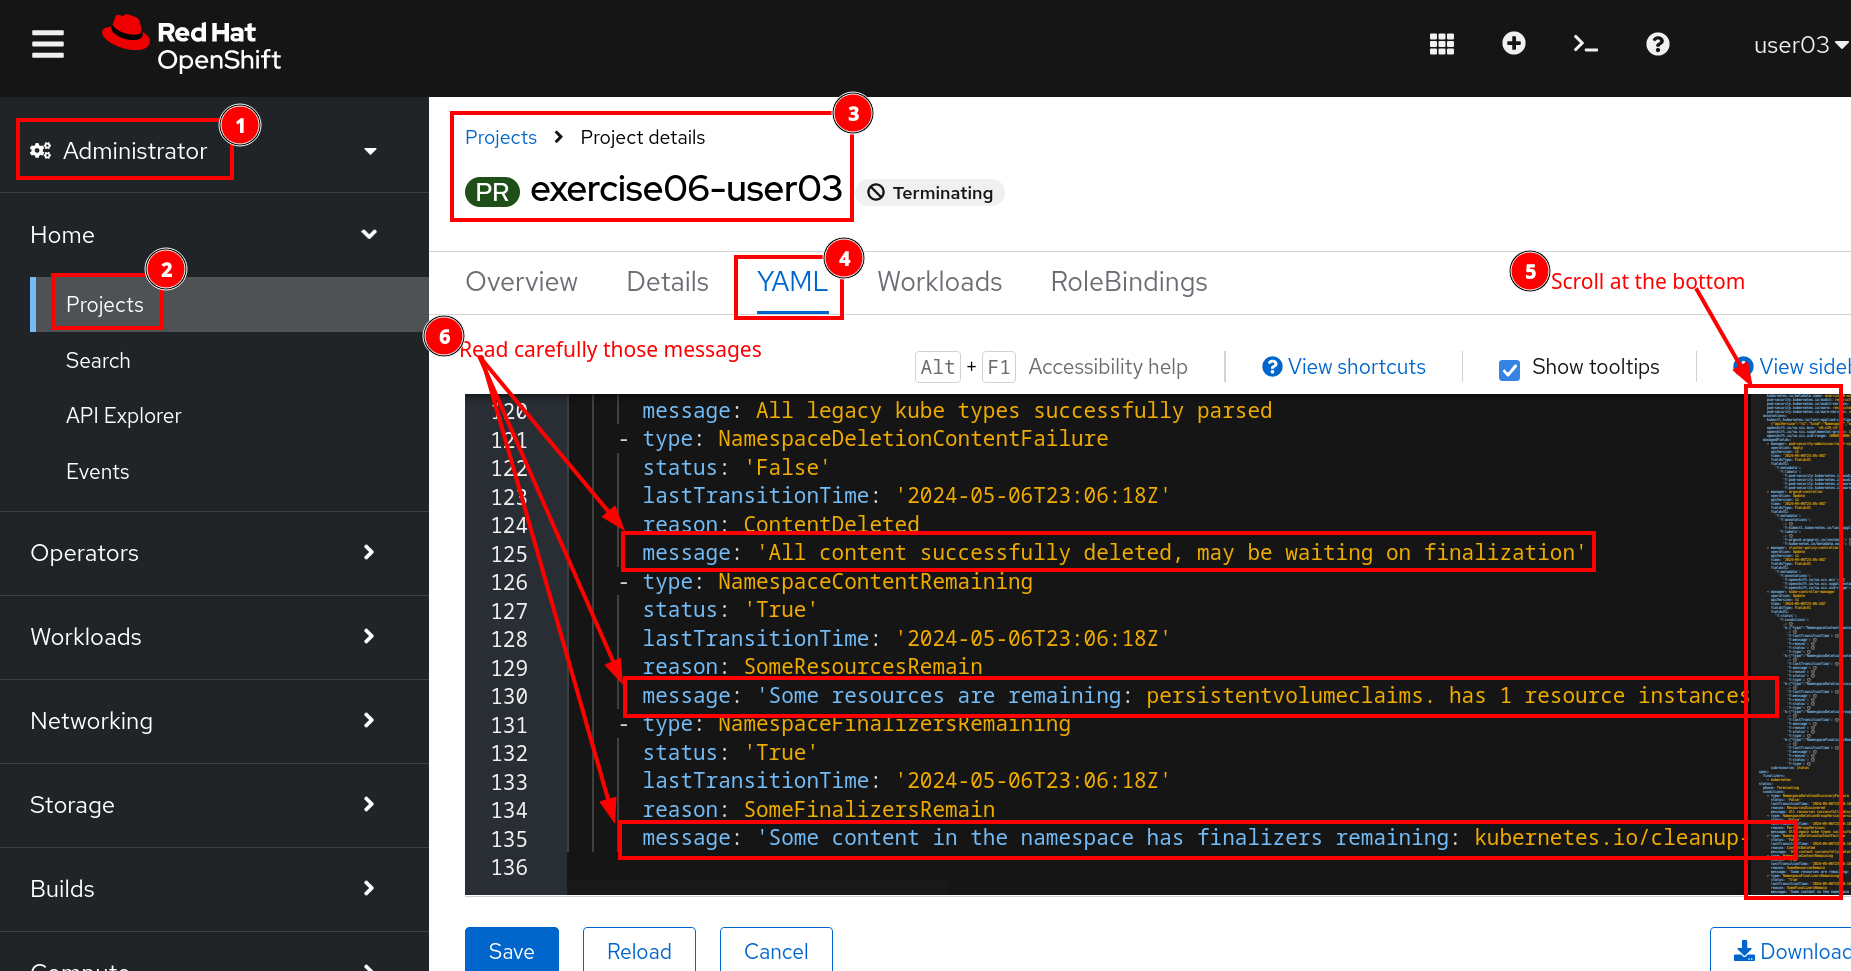 Red Hat
OpenShift
user03
1
Administrator
Home
2
Projects
Search
API Explorer
Events
Operators
Workloads
Networking
Storage
Builds
Compute
3
Projects > Project details
PR exercise06-user03 Terminating
4
Overview Details YAML Workloads RoleBindings
5 Scroll at the bottom
6 Read carefully those messages
Alt + F1 Accessibility help View shortcuts Show tooltips View sideb
120 message: All legacy kube types successfully parsed
121 - type: NamespaceDeletionContentFailure
122 status: 'False'
123 lastTransitionTime: '2024-05-06T23:06:18Z'
124 reason: ContentDeleted
125 message: 'All content successfully deleted, may be waiting on finalization'
126 - type: NamespaceContentRemaining
127 status: 'True'
128 lastTransitionTime: '2024-05-06T23:06:18Z'
129 reason: SomeResourcesRemain
130 message: 'Some resources are remaining: persistentvolumeclaims. has 1 resource instances
131 - type: NamespaceFinalizersRemaining
132 status: 'True'
133 lastTransitionTime: '2024-05-06T23:06:18Z'
134 reason: SomeFinalizersRemain
135 message: 'Some content in the namespace has finalizers remaining: kubernetes.io/cleanup-
136
Save Reload Cancel Download